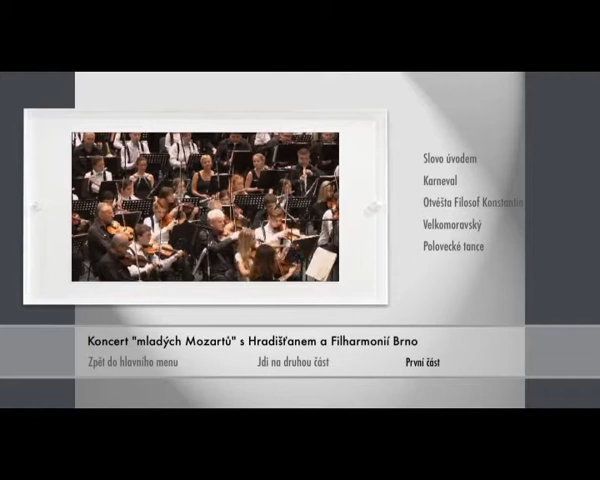 Slovo úvodem
Karneval
Otvéšta Filosof Konstantin
Velkomoravský
Polovecké tance
Koncert "mladých Mozartů" s Hradišťanem a Filharmonií Brno
Zpět do hlavního menu
Jdi na druhou část
První část